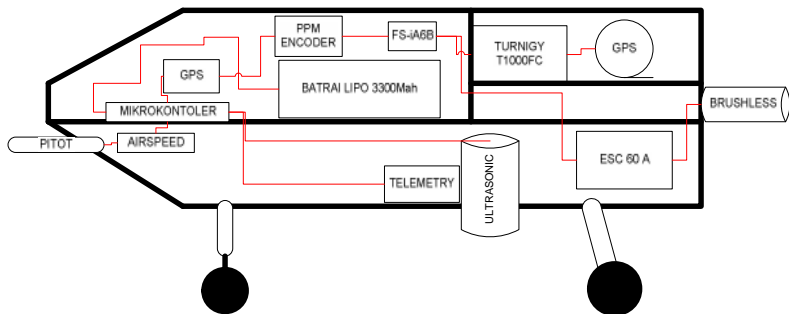 PPM
ENCODER
FS-iA6B
TURNIGY
T1000FC
GPS
GPS
BATRAI LIPO 3300Mah
MIKROKONTOLER
BRUSHLESS
PITOT
AIRSPEED
ESC 60 A
TELEMETRY
ULTRASONIC